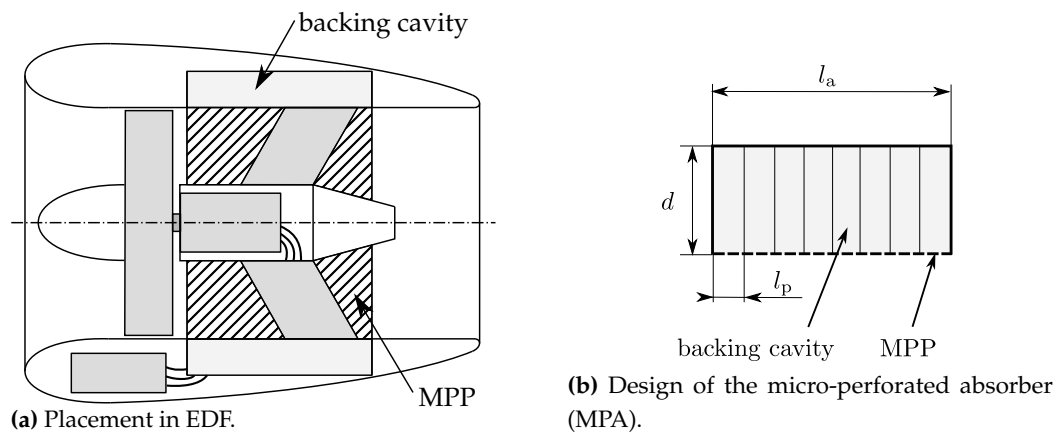 backing cavity
MPP
(a) Placement in EDF.
l_a
d
l_p
backing cavity
MPP
(b) Design of the micro-perforated absorber
(MPA).